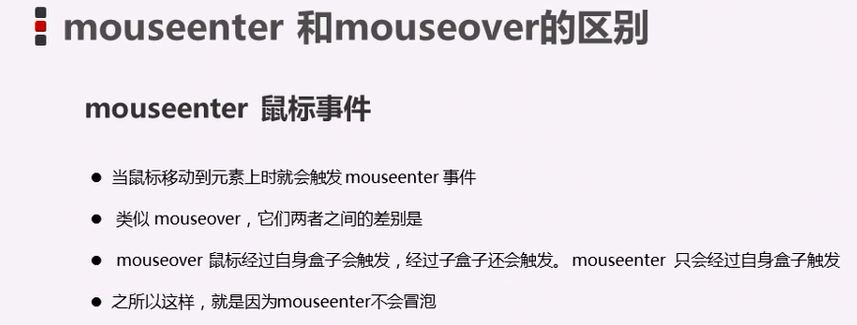 mouseenter 和mouseover的区别
mouseenter 鼠标事件
当鼠标移动到元素上时就会触发 mouseenter 事件
类似 mouseover，它们两者之间的差别是
mouseover 鼠标经过自身盒子会触发，经过子盒子还会触发。 mouseenter 只会经过自身盒子触发
之所以这样，就是因为mouseenter不会冒泡